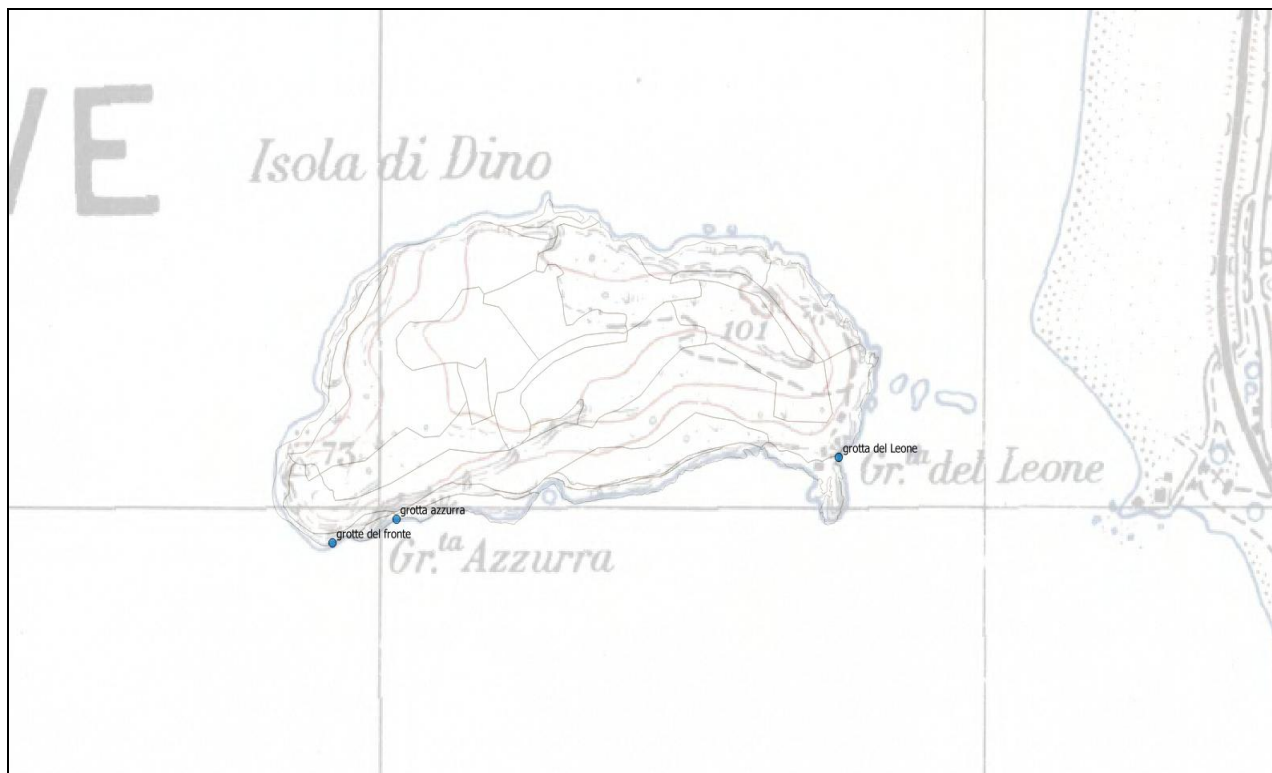 VE
Isola di Dino
101
75
grotta del Leone
Gr.ta del Leone
grotta azzurra
grotte del fronte
Gr.ta Azzurra